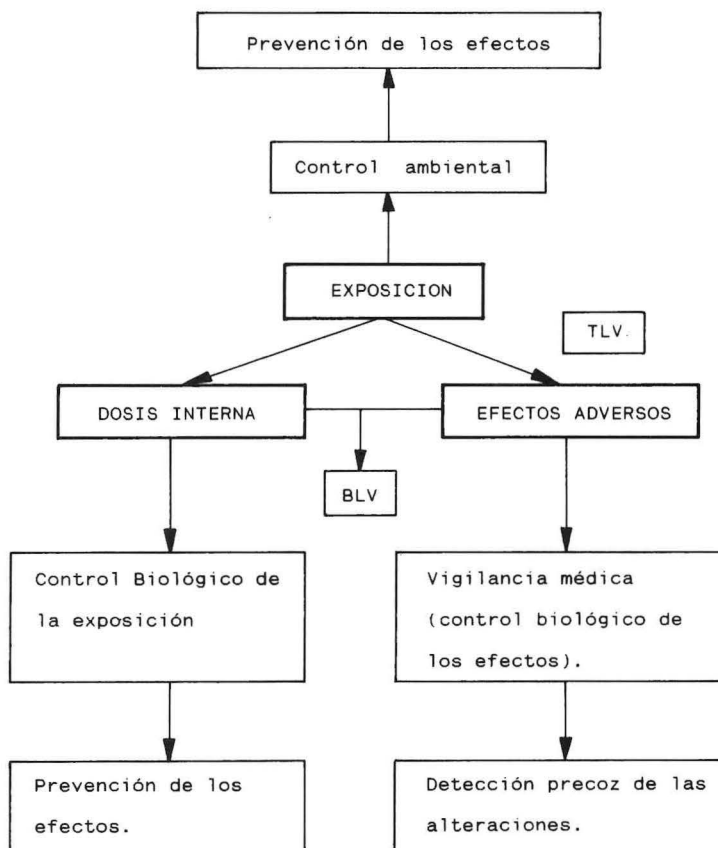 Prevención de los efectos
Control ambiental
EXPOSICION
TLV.
DOSIS INTERNA
EFECTOS ADVERSOS
BLV
Control Biológico de
la exposición
Vigilancia médica
(control biológico de
los efectos).
Prevención de los
efectos.
Detección precoz de las
alteraciones.